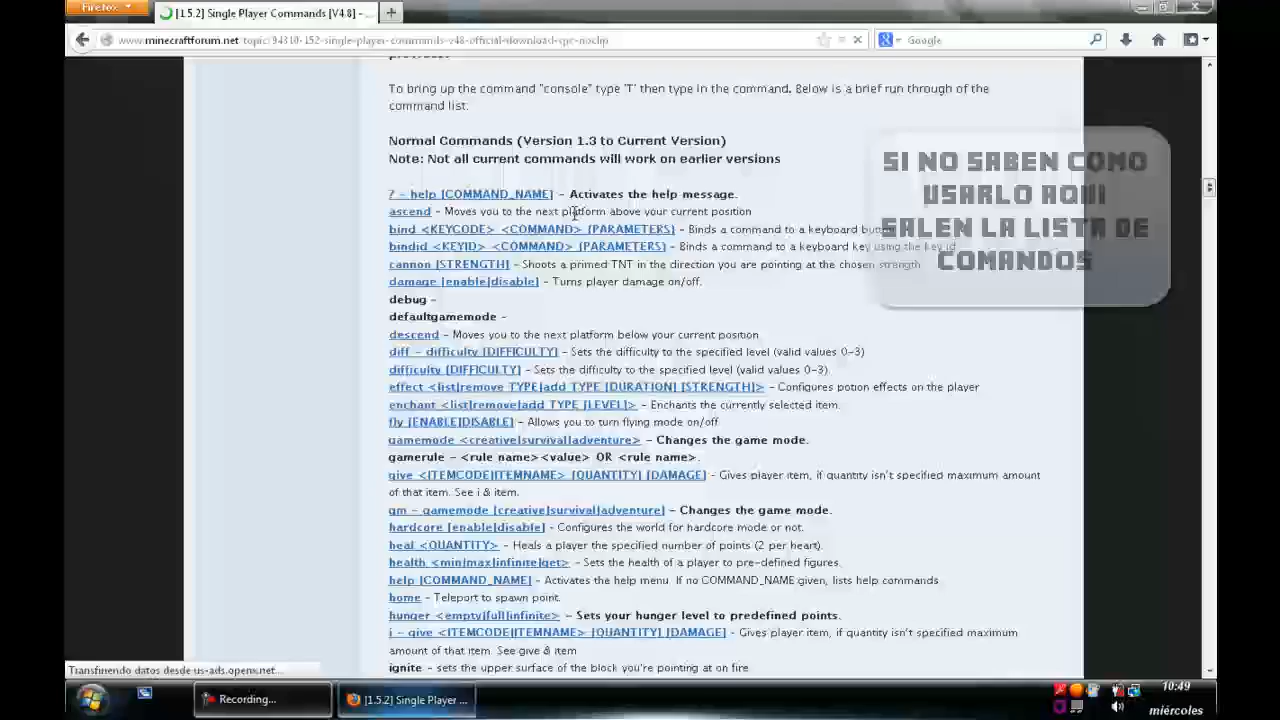 Firefox
[1.5.2] Single Player Commands [V4.8] - ...
www.minecraftforum.net/topic/94310-152-single-player-commands-v48-official-download-spc-noclip
Google
To bring up the command "console" type 'T' then type in the command. Below is a brief run through of the
command list:
Normal Commands (Version 1.3 to Current Version)
Note: Not all current commands will work on earlier versions
? - help [COMMAND_NAME] - Activates the help message.
ascend - Moves you to the next platform above your current position
bind <KEYCODE> <COMMAND> {PARAMETERS} - Binds a command to a keyboard button
bindid <KEYID> <COMMAND> {PARAMETERS} - Binds a command to a keyboard key using the key id
cannon [STRENGTH] - Shoots a primed TNT in the direction you are pointing at the chosen strength
damage [enable|disable] - Turns player damage on/off.
debug -
defaultgamemode -
descend - Moves you to the next platform below your current position
diff - difficulty [DIFFICULTY] - Sets the difficulty to the specified level (valid values 0-3)
difficulty [DIFFICULTY] - Sets the difficulty to the specified level (valid values 0-3)
effect <list|remove TYPE|add TYPE [DURATION] [STRENGTH]> - Configures potion effects on the player
enchant <list|remove|add TYPE [LEVEL]> - Enchants the currently selected item.
fly [ENABLE|DISABLE] - Allows you to turn flying mode on/off
gamemode <creative|survival|adventure> - Changes the game mode.
gamerule - <rule name><value> OR <rule name>.
give <ITEMCODE|ITEMNAME> [QUANTITY] [DAMAGE] - Gives player item, if quantity isn't specified maximum amount
of that item. See i & item.
gm - gamemode [creative|survival|adventure] - Changes the game mode.
hardcore [enable|disable] - Configures the world for hardcore mode or not.
heal <QUANTITY> - Heals a player the specified number of points (2 per heart).
health <min|max|infinite|get> - Sets the health of a player to pre-defined figures.
help [COMMAND_NAME] - Activates the help menu. If no COMMAND_NAME given, lists help commands.
home - Teleport to spawn point.
hunger <empty|full|infinite> - Sets your hunger level to predefined points.
i - give <ITEMCODE|ITEMNAME> [QUANTITY] [DAMAGE] - Gives player item, if quantity isn't specified maximum
amount of that item. See give & item
ignite - sets the upper surface of the block you're pointing at on fire
SI NO SABEN COMO
USARLO AQUI
SALEN LA LISTA DE
COMANDOS
Transfiriendo datos desde us-ads.openx.net...
Recording...
[1.5.2] Single Player ...
10:49
miércoles